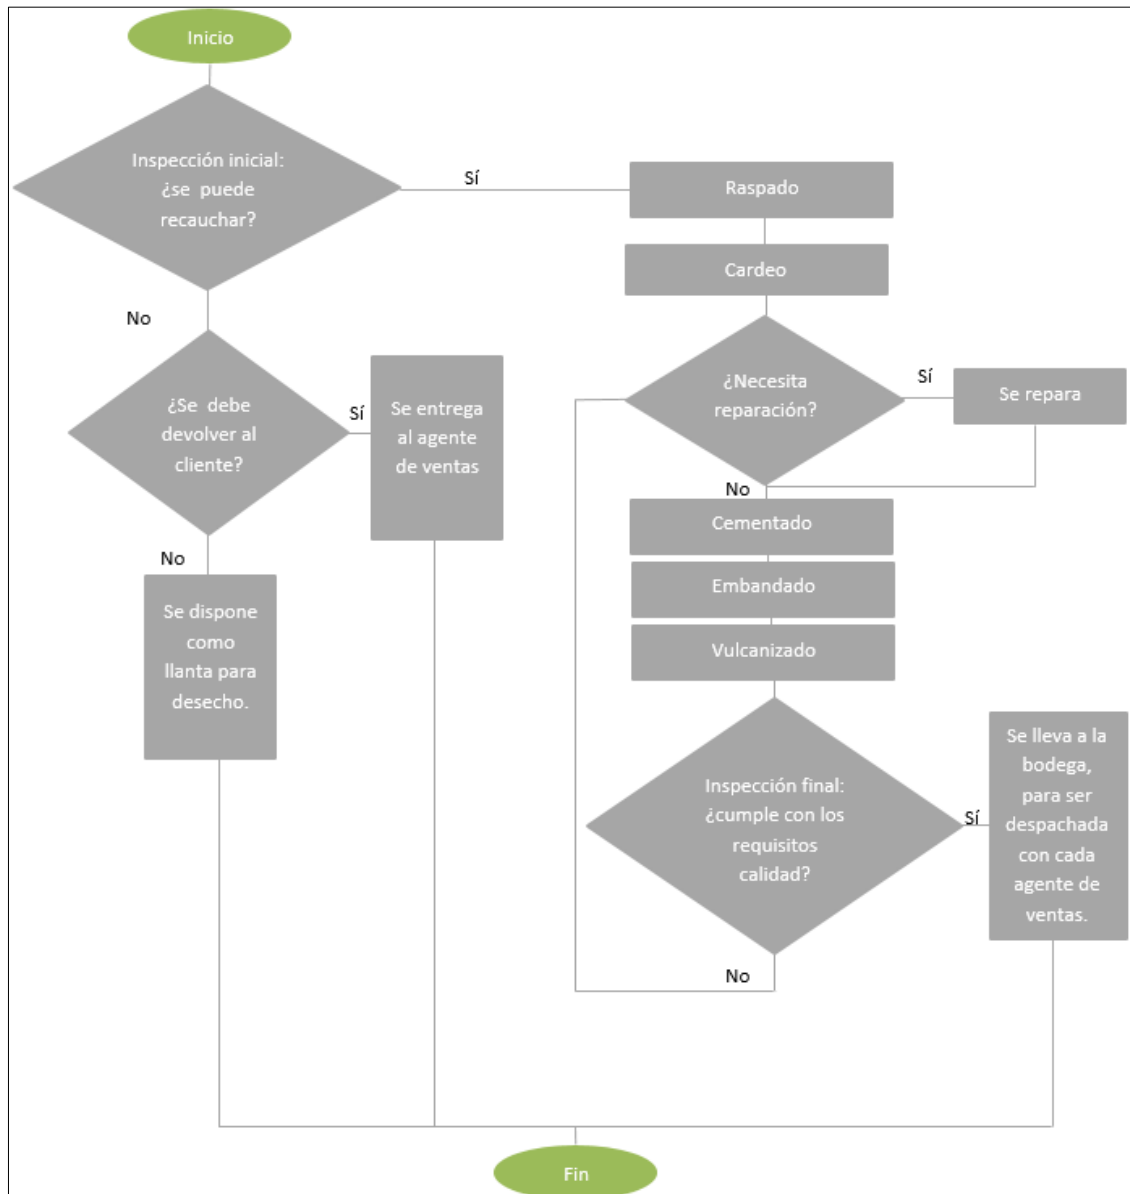 Inicio
Inspección inicial:
¿se puede
recauchar?
Sí
No
¿Se debe
devolver al
cliente?
Sí
Se entrega
al agente
de ventas
No
Se dispone
como
llanta para
desecho.
Raspado
Cardeo
¿Necesita
reparación?
Sí
Se repara
No
Cementado
Embandado
Vulcanizado
Inspección final:
¿cumple con los
requisitos
calidad?
Sí
Se lleva a la
bodega,
para ser
despachada
con cada
agente de
ventas.
No
Fin